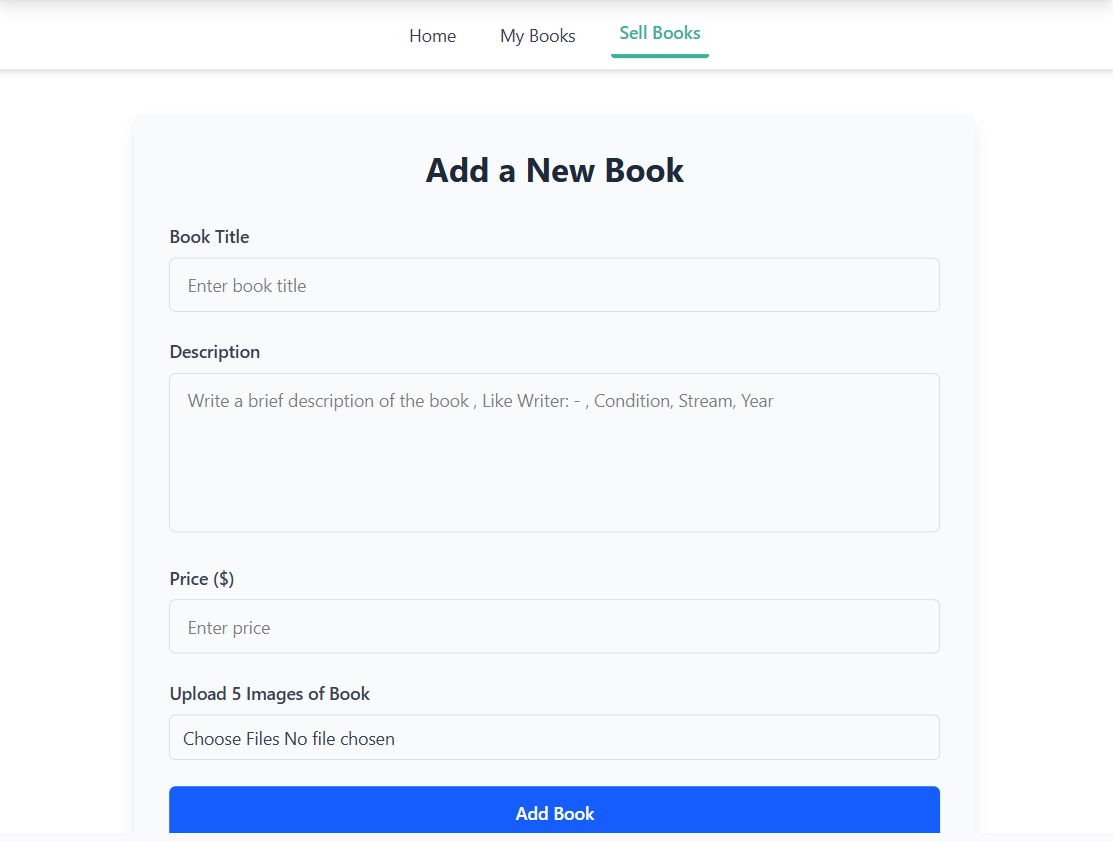 Home My Books Sell Books
Add a New Book
Book Title
Enter book title
Description
Write a brief description of the book , Like Writer: - , Condition, Stream, Year
Price ($)
Enter price
Upload 5 Images of Book
Choose Files No file chosen
Add Book